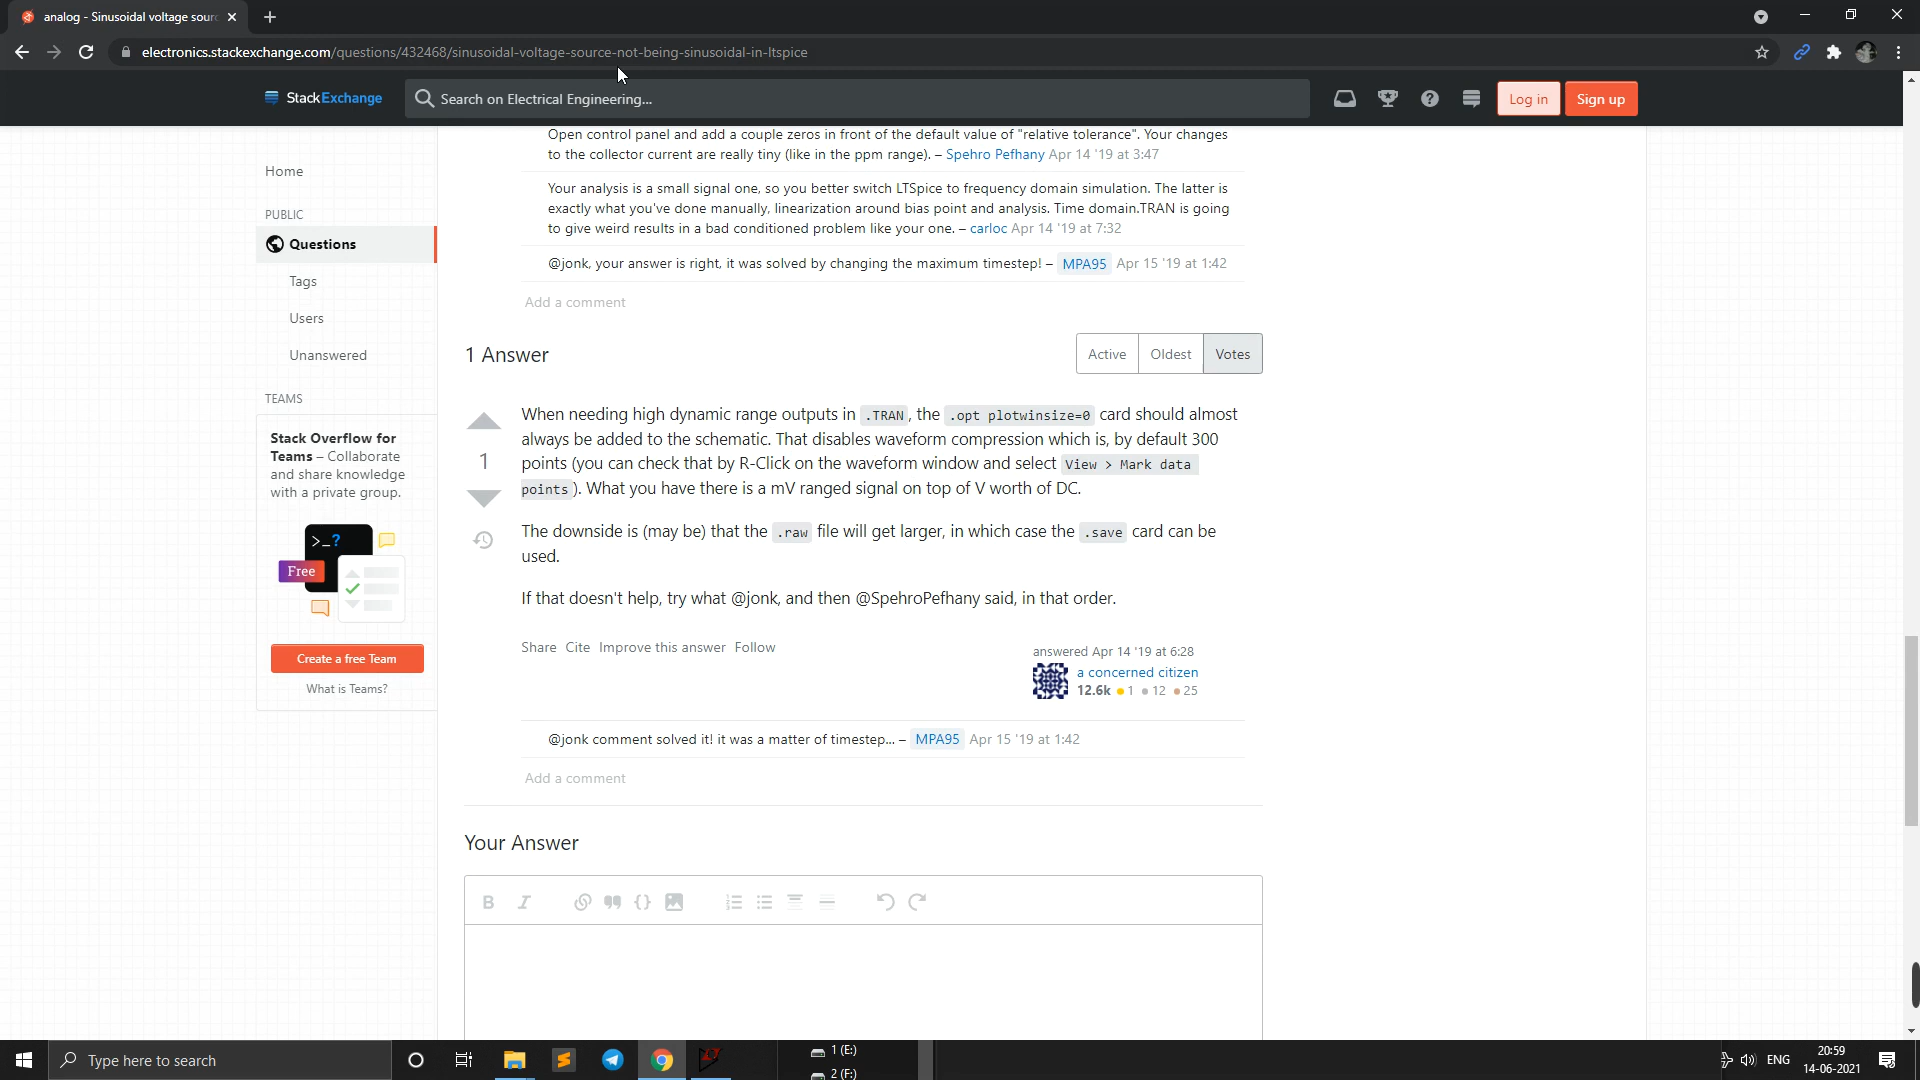 analog - Sinusoidal voltage sourc
electronics.stackexchange.com/questions/432468/sinusoidal-voltage-source-not-being-sinusoidal-in-ltspice
StackExchange
Search on Electrical Engineering...
Log in
Sign up
Home
PUBLIC
Questions
Tags
Users
Unanswered
TEAMS
Stack Overflow for
Teams – Collaborate
and share knowledge
with a private group.
>_?
Free
Create a free Team
What is Teams?
Open control panel and add a couple zeros in front of the default value of "relative tolerance". Your changes
to the collector current are really tiny (like in the ppm range). – Spehro Pefhany Apr 14 '19 at 3:47
Your analysis is a small signal one, so you better switch LTSpice to frequency domain simulation. The latter is
exactly what you've done manually, linearization around bias point and analysis. Time domain.TRAN is going
to give weird results in a bad conditioned problem like your one. – carloc Apr 14 '19 at 7:32
@jonk, your answer is right, it was solved by changing the maximum timestep! – MPA95 Apr 15 '19 at 1:42
Add a comment
1 Answer
Active
Oldest
Votes
1
When needing high dynamic range outputs in .TRAN, the .opt plotwinsize=0 card should almost
always be added to the schematic. That disables waveform compression which is, by default 300
points (you can check that by R-Click on the waveform window and select View > Mark data
points). What you have there is a mV ranged signal on top of V worth of DC.
The downside is (may be) that the .raw file will get larger, in which case the .save card can be
used.
If that doesn't help, try what @jonk, and then @SpehroPefhany said, in that order.
Share Cite Improve this answer Follow
answered Apr 14 '19 at 6:28
a concerned citizen
12.6k 1 12 25
@jonk comment solved it! it was a matter of timestep... – MPA95 Apr 15 '19 at 1:42
Add a comment
Your Answer
B I
Type here to search
1 (E:)
2 (F:)
ENG
20:59
14-06-2021